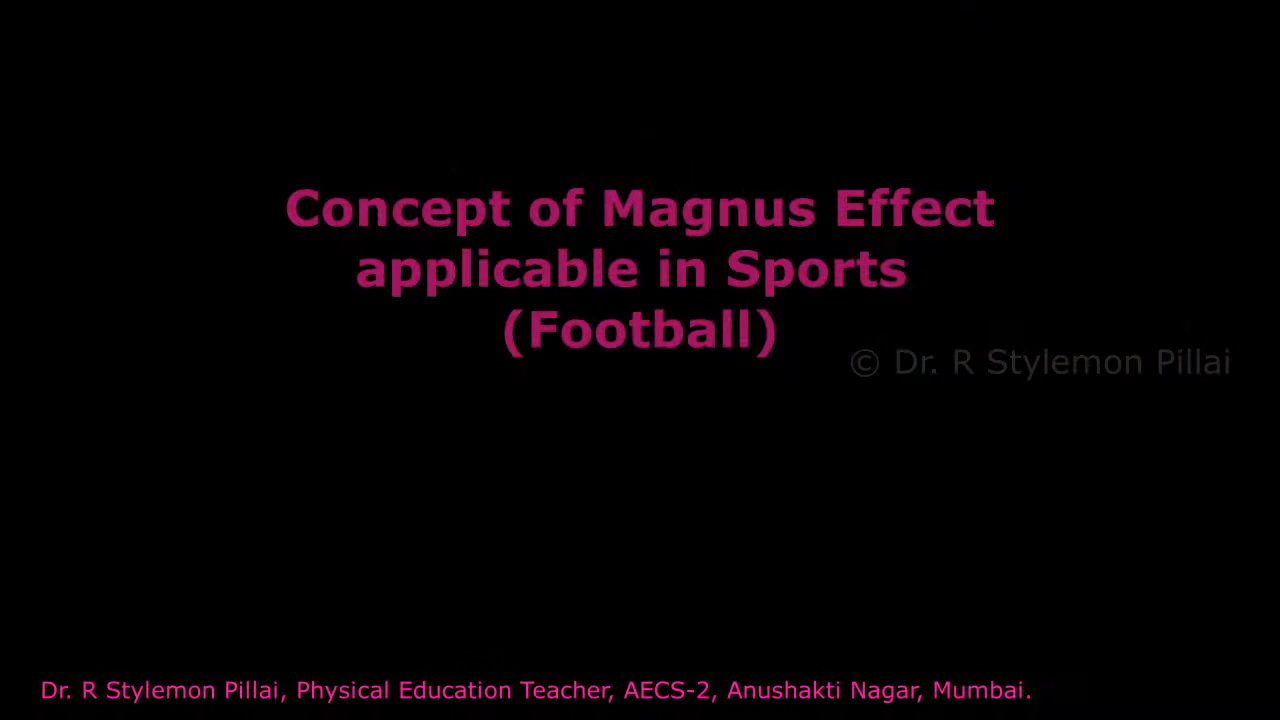 Concept of Magnus Effect
applicable in Sports
(Football)
© Dr. R Stylemon Pillai
Dr. R Stylemon Pillai, Physical Education Teacher, AECS-2, Anushakti Nagar, Mumbai.